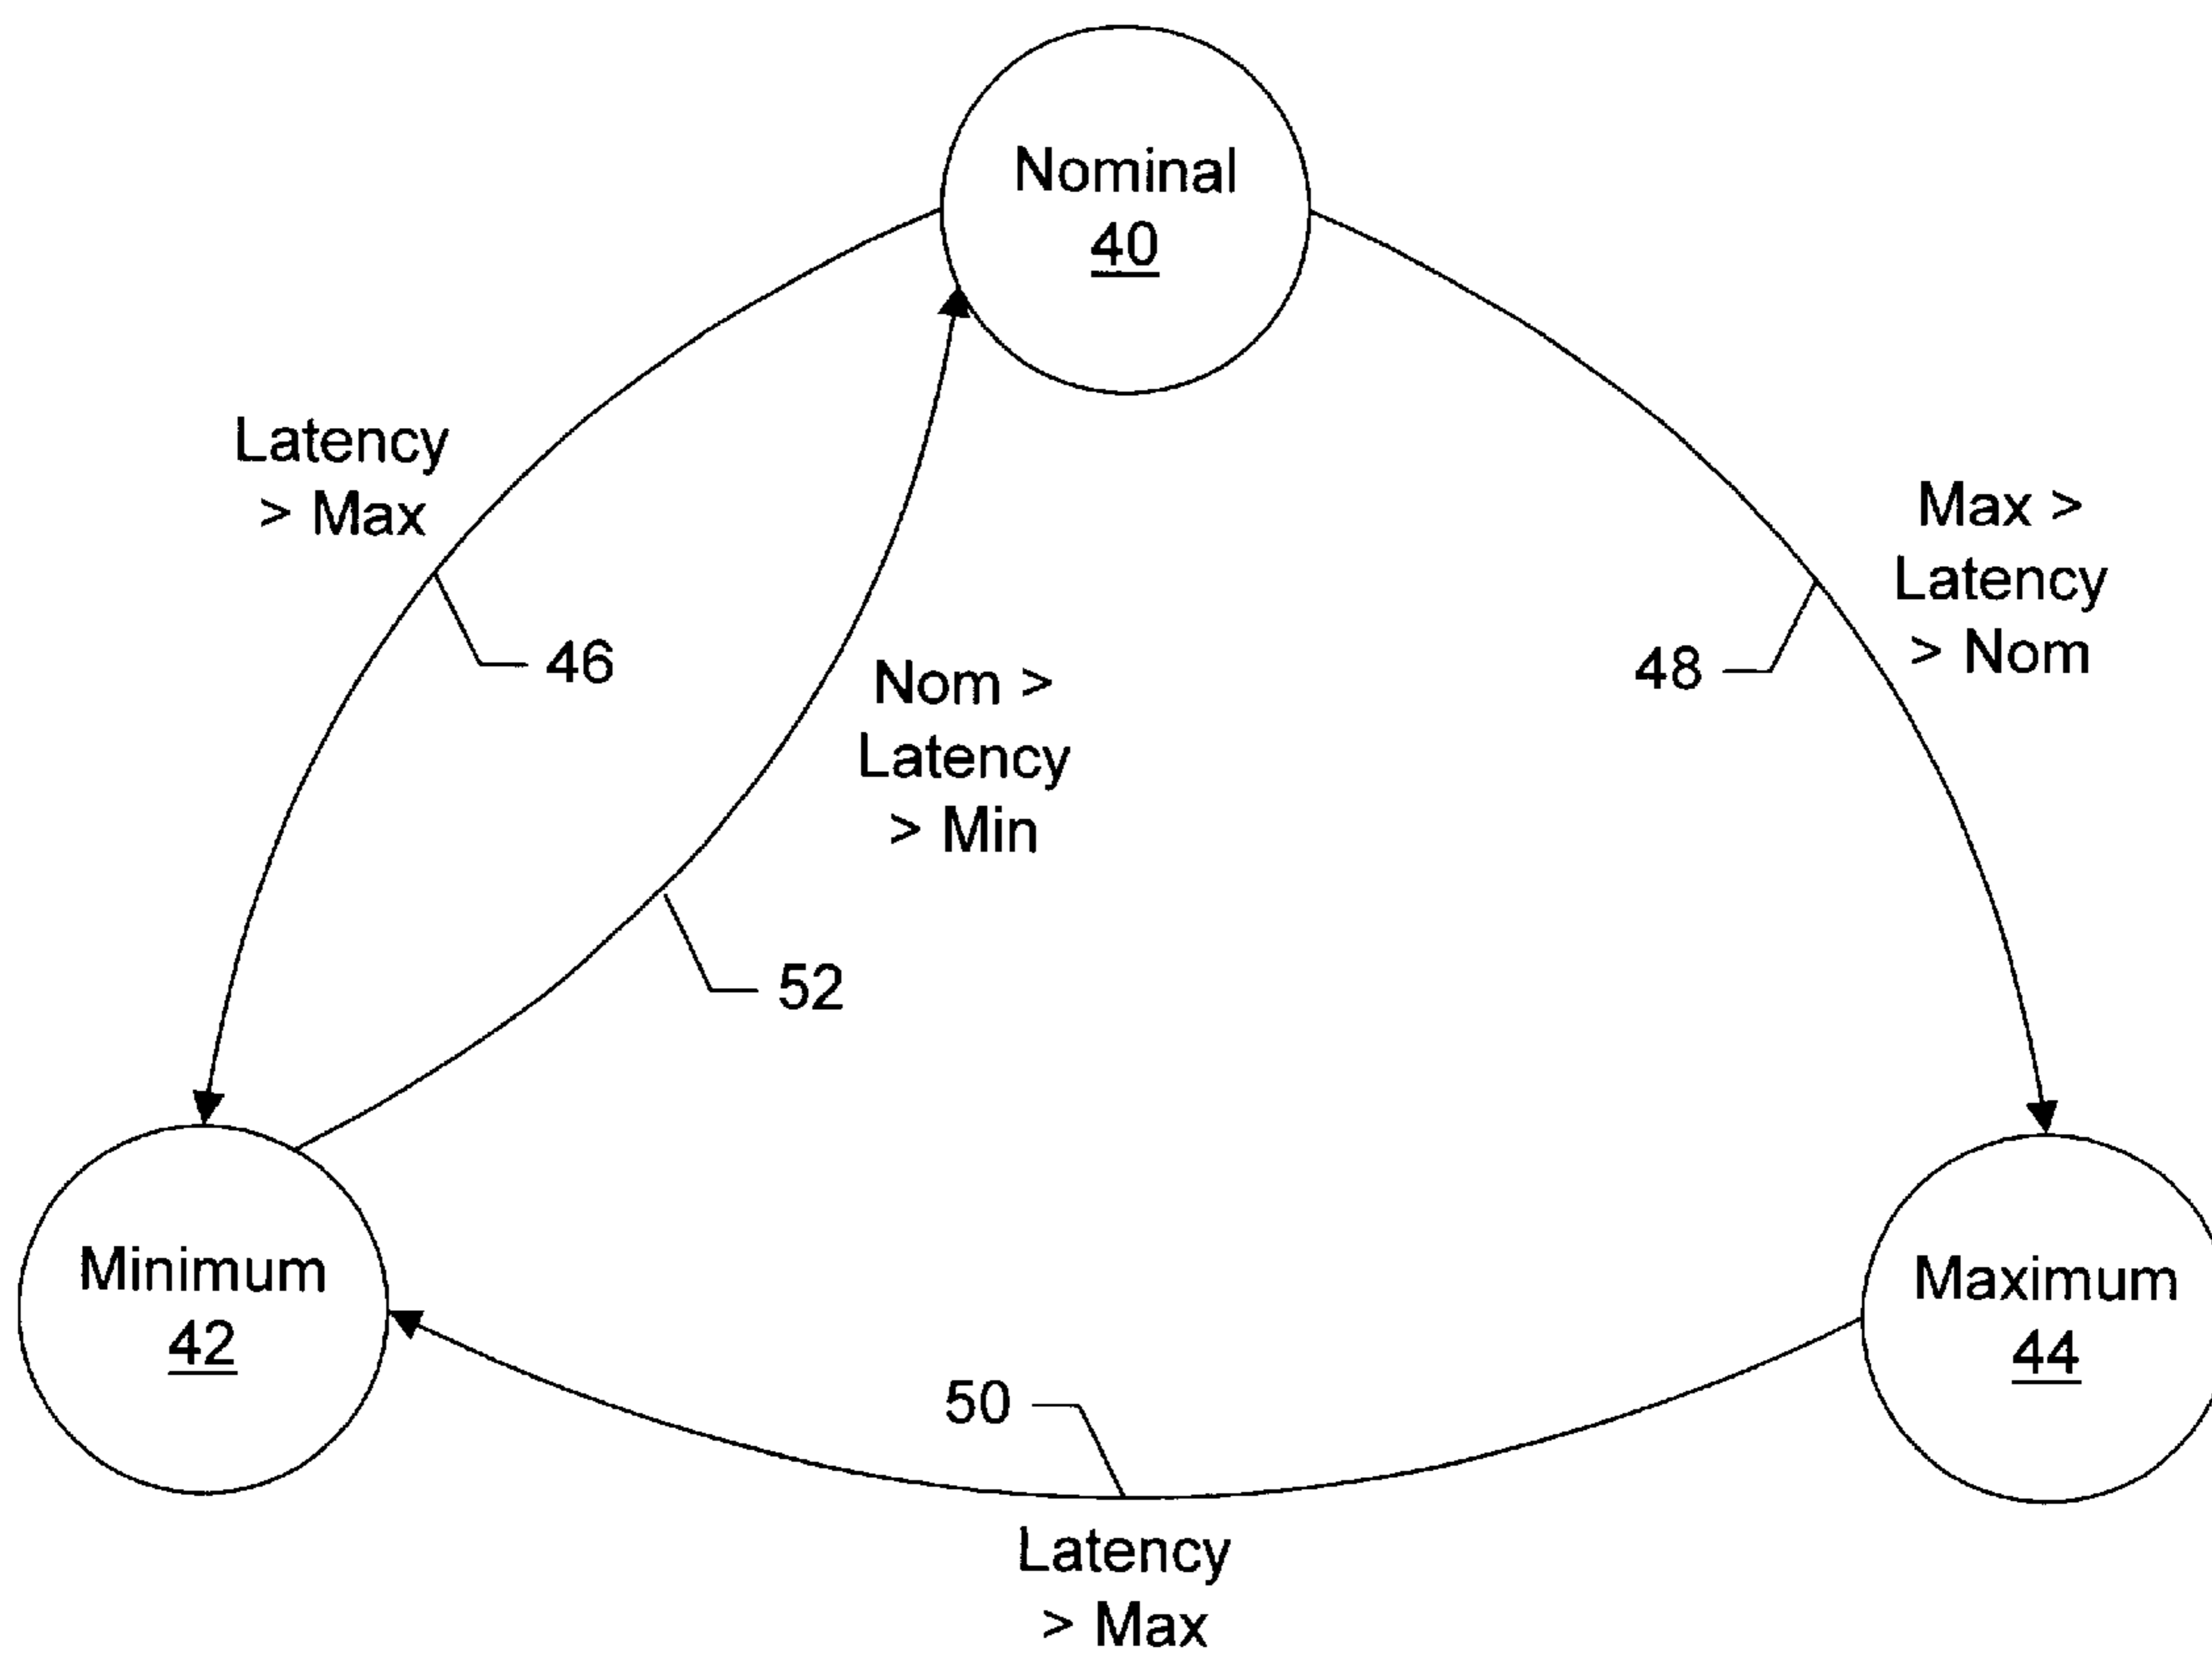 Nominal
40
Latency
> Max
46
Max >
Latency
> Nom
48
Nom >
Latency
> Min
52
Minimum
42
Maximum
44
50
Latency
> Max